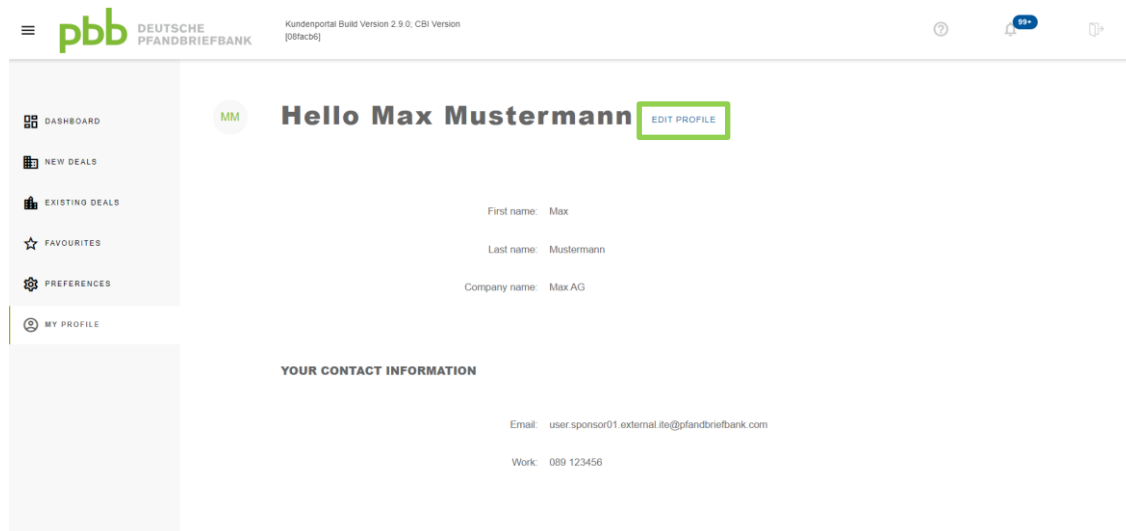 pbb DEUTSCHE
PFANDBRIEFBANK
Kundenportal Build Version 2.9.0; CBI Version
[08facb6]
99+
DASHBOARD
NEW DEALS
EXISTING DEALS
FAVOURITES
PREFERENCES
MY PROFILE
MM
Hello Max Mustermann
EDIT PROFILE
First name: Max
Last name: Mustermann
Company name: Max AG
YOUR CONTACT INFORMATION
Email: user.sponsor01.external.ite@pfandbriefbank.com
Work: 089 123456